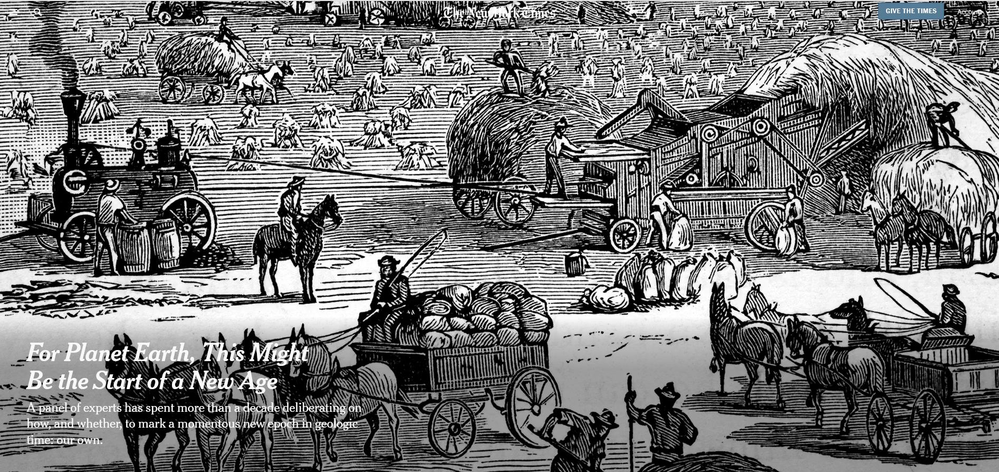 The New York Times
GIVE THE TIMES
Account
For Planet Earth, This Might
Be the Start of a New Age
A panel of experts has spent more than a decade deliberating on
how, and whether, to mark a momentous new epoch in geologic
time: our own.